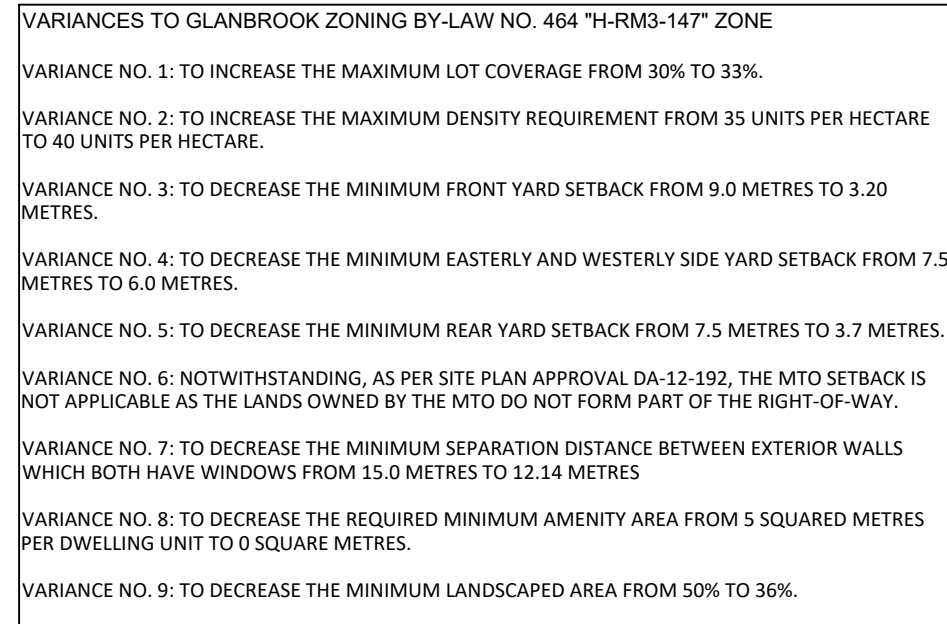 VARIANCES TO GLANBROOK ZONING BY-LAW NO. 464 "H-RM3-147" ZONE
VARIANCE NO. 1: TO INCREASE THE MAXIMUM LOT COVERAGE FROM 30% TO 33%.
VARIANCE NO. 2: TO INCREASE THE MAXIMUM DENSITY REQUIREMENT FROM 35 UNITS PER HECTARE
TO 40 UNITS PER HECTARE.
VARIANCE NO. 3: TO DECREASE THE MINIMUM FRONT YARD SETBACK FROM 9.0 METRES TO 3.20
METRES.
VARIANCE NO. 4: TO DECREASE THE MINIMUM EASTERLY AND WESTERLY SIDE YARD SETBACK FROM 7.5
METRES TO 6.0 METRES.
VARIANCE NO. 5: TO DECREASE THE MINIMUM REAR YARD SETBACK FROM 7.5 METRES TO 3.7 METRES.
VARIANCE NO. 6: NOTWITHSTANDING, AS PER SITE PLAN APPROVAL DA-12-192, THE MTO SETBACK IS
NOT APPLICABLE AS THE LANDS OWNED BY THE MTO DO NOT FORM PART OF THE RIGHT-OF-WAY.
VARIANCE NO. 7: TO DECREASE THE MINIMUM SEPARATION DISTANCE BETWEEN EXTERIOR WALLS
WHICH BOTH HAVE WINDOWS FROM 15.0 METRES TO 12.14 METRES
VARIANCE NO. 8: TO DECREASE THE REQUIRED MINIMUM AMENITY AREA FROM 5 SQUARED METRES
PER DWELLING UNIT TO 0 SQUARE METRES.
VARIANCE NO. 9: TO DECREASE THE MINIMUM LANDSCAPED AREA FROM 50% TO 36%.